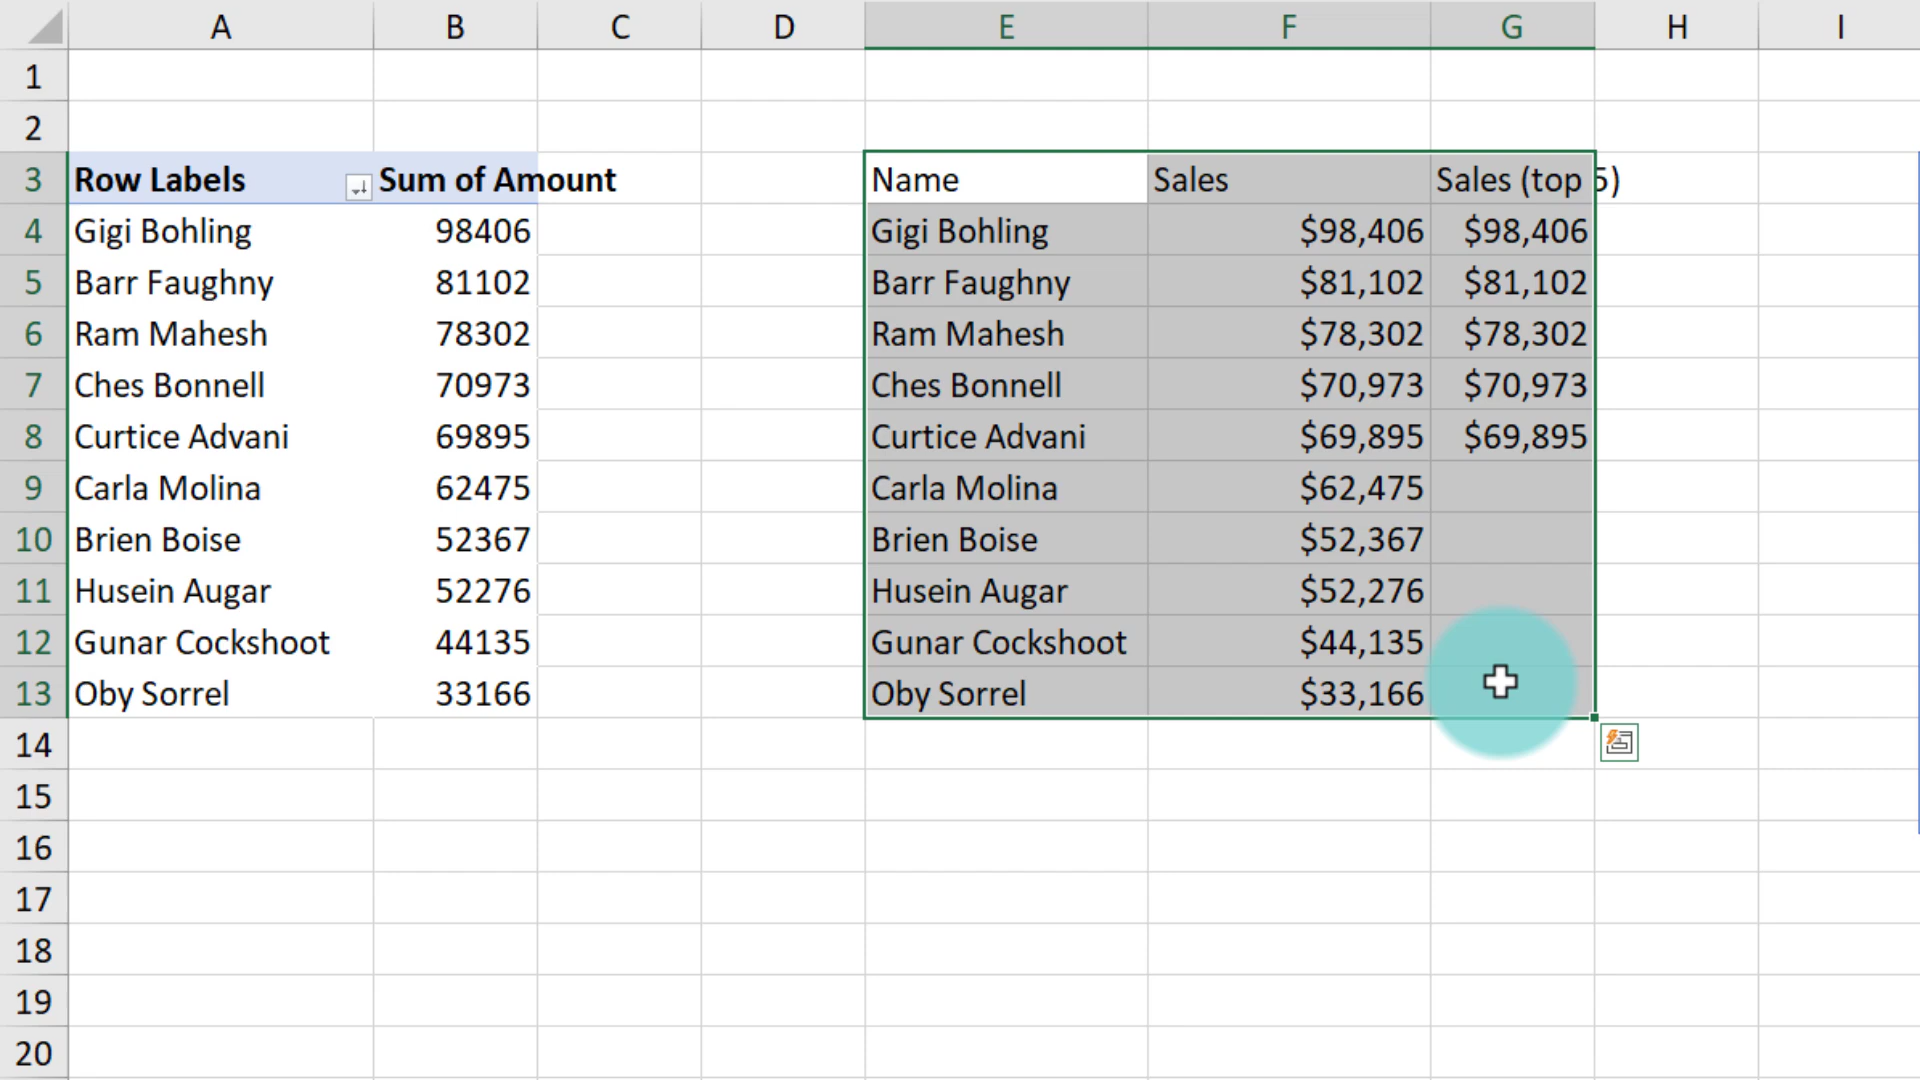 A B C D E F G H I
1
2
3 Row Labels Sum of Amount Name Sales Sales (top 5)
4 Gigi Bohling 98406 Gigi Bohling $98,406 $98,406
5 Barr Faughny 81102 Barr Faughny $81,102 $81,102
6 Ram Mahesh 78302 Ram Mahesh $78,302 $78,302
7 Ches Bonnell 70973 Ches Bonnell $70,973 $70,973
8 Curtice Advani 69895 Curtice Advani $69,895 $69,895
9 Carla Molina 62475 Carla Molina $62,475
10 Brien Boise 52367 Brien Boise $52,367
11 Husein Augar 52276 Husein Augar $52,276
12 Gunar Cockshoot 44135 Gunar Cockshoot $44,135
13 Oby Sorrel 33166 Oby Sorrel $33,166
14
15
16
17
18
19
20